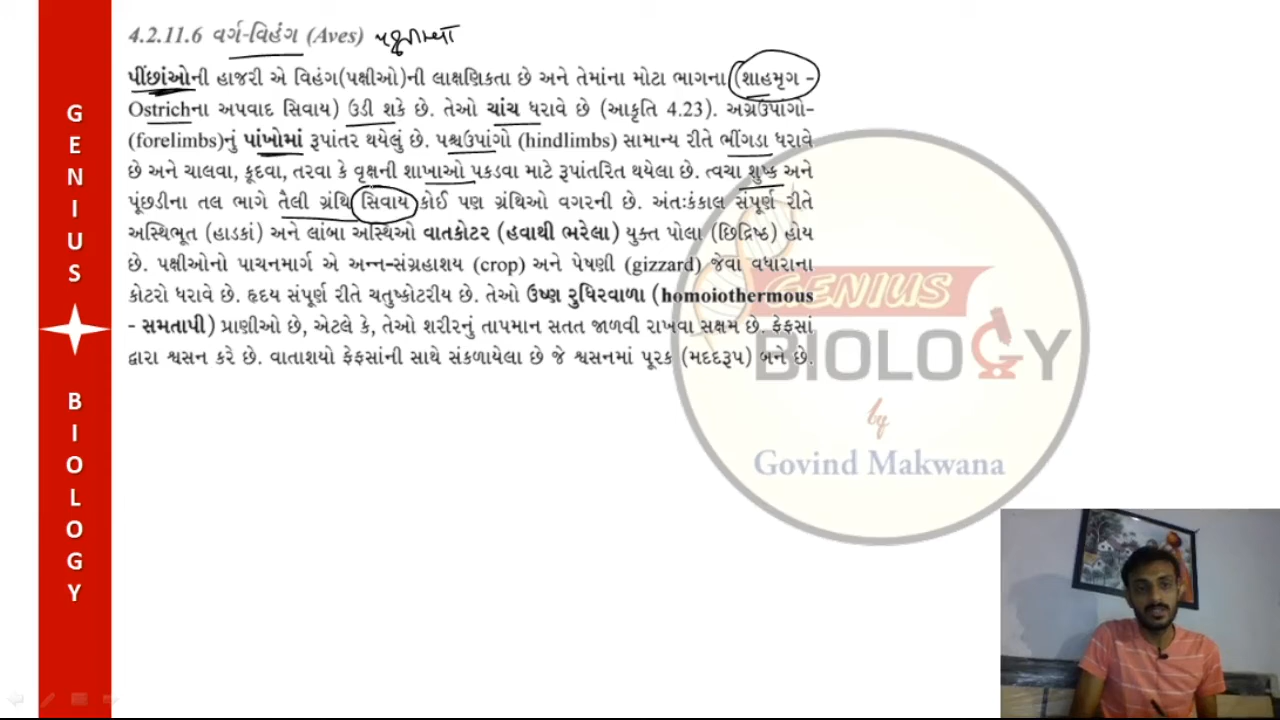 4.2.11.6 વર્ગ-વિહંગ (Aves)
પીંછાંઓની હાજરી એ વિહંગ(પક્ષીઓ)ની લાક્ષણિકતા છે અને તેમાંના મોટા ભાગના (શાહમૃગ -
Ostrichના અપવાદ સિવાય) ઉડી શકે છે. તેઓ ચાંચ ધરાવે છે (આકૃતિ 4.23). અગ્રઉપાંગો-
(forelimbs)નું પાંખોમાં રૂપાંતર થયેલું છે. પશ્ચઉપાંગો (hindlimbs) સામાન્ય રીતે ભીંગડા ધરાવે
છે અને ચાલવા, કૂદવા, તરવા કે વૃક્ષની શાખાઓ પકડવા માટે રૂપાંતરિત થયેલા છે. ત્વચા શુષ્ક અને
પૂંછડીના તલ ભાગે તૈલી ગ્રંથિ સિવાય કોઈ પણ ગ્રંથિઓ વગરની છે. અંતઃકંકાલ સંપૂર્ણ રીતે
અસ્થિભૂત (હાડકાં) અને લાંબા અસ્થિઓ વાતકોટર (હવાથી ભરેલા) યુક્ત પોલા (છિદ્રિષ્ઠ) હોય
છે. પક્ષીઓનો પાચનમાર્ગ એ અન્ન-સંગ્રહાશય (crop) અને પેષણી (gizzard) જેવા વધારાના
કોટરો ધરાવે છે. હૃદય સંપૂર્ણ રીતે ચતુષ્કોટરીય છે. તેઓ ઉષ્ણ રુધિરવાળા (homoiothermous
- સમતાપી) પ્રાણીઓ છે, એટલે કે, તેઓ શરીરનું તાપમાન સતત જાળવી રાખવા સક્ષમ છે. ફેફસાં
દ્વારા શ્વસન કરે છે. વાતાશયો ફેફસાંની સાથે સંકળાયેલા છે જે શ્વસનમાં પૂરક (મદદરૂપ) બને છે.
GENIUS
BIOLOGY
GENIUS
BIOLOGY
by
Govind Makwana